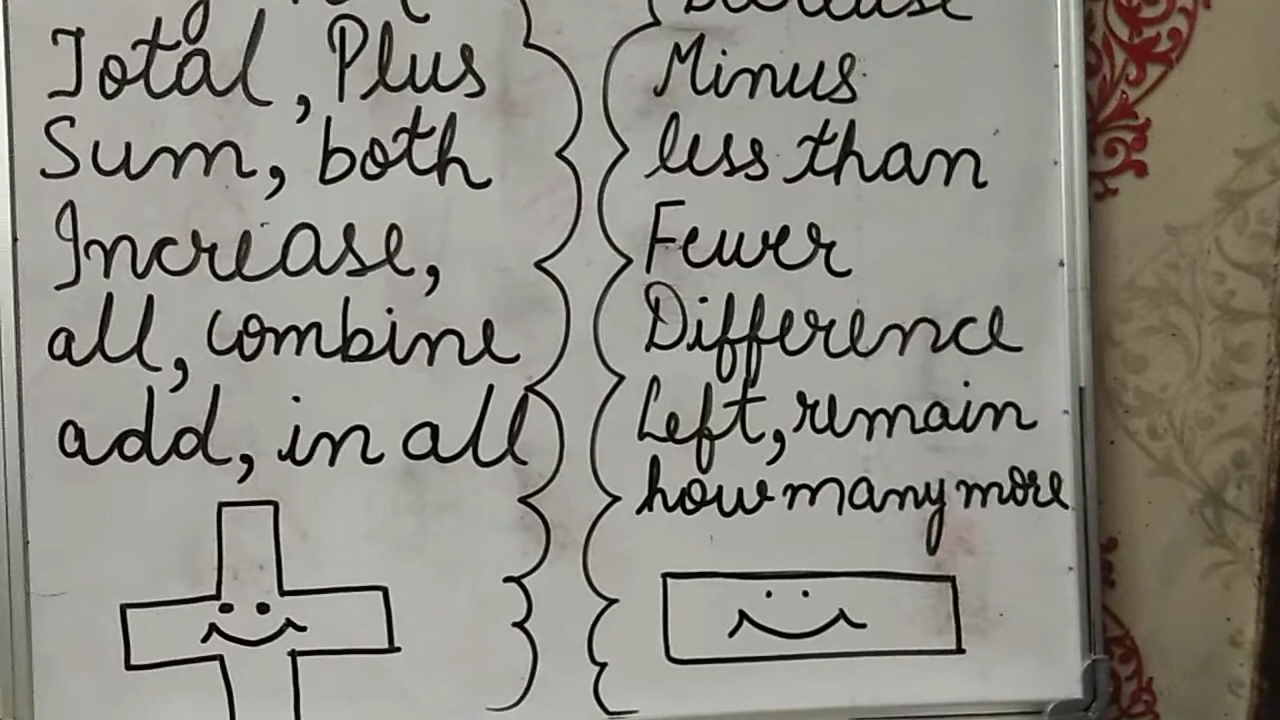 Total, Plus
Sum, both
Increase,
all, combine
add, in all
Decrease
Minus
less than
Fewer
Difference
Left, remain
how many more